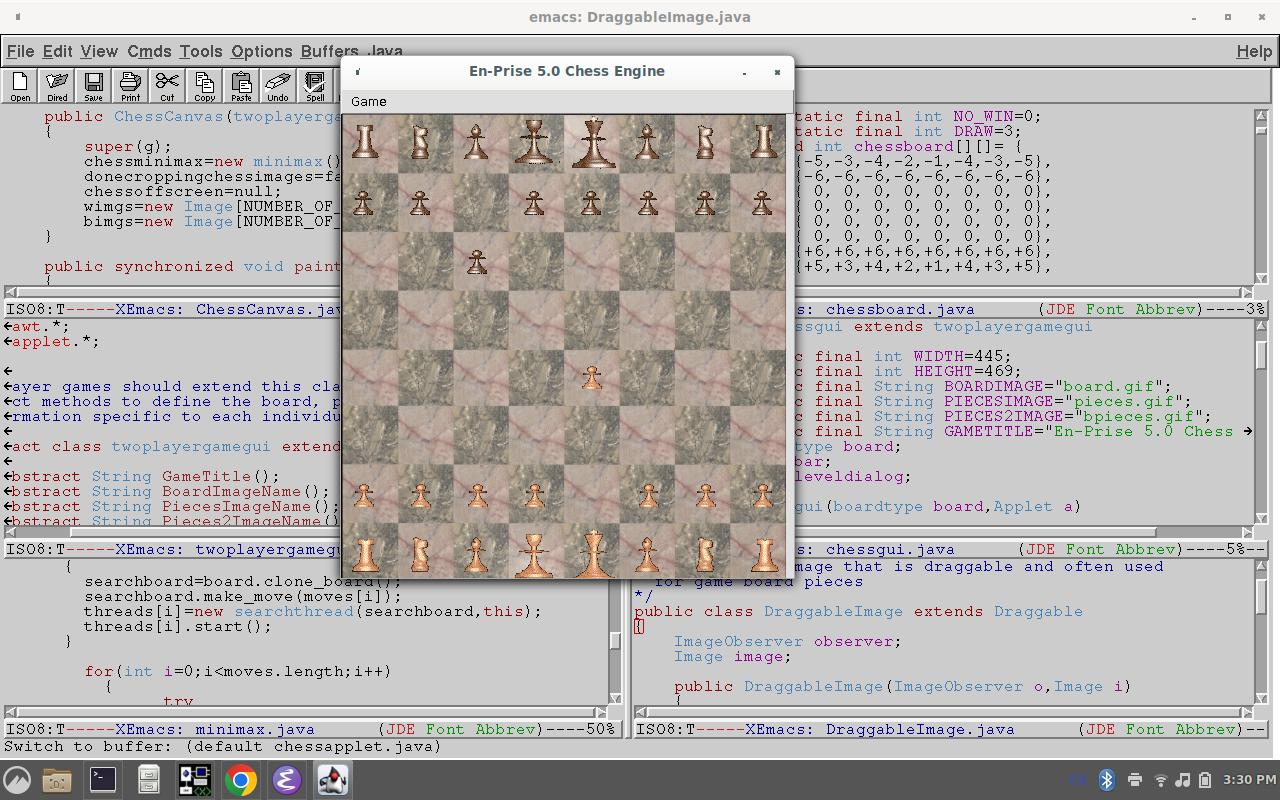 emacs: DraggableImage.java
File Edit View Cmds Tools Options Buffers Java
Help
Open Dired Save Print Cut Copy Paste Undo Spell
public ChessCanvas(twoplayerga
{
super(g);
chessminimax=new minimax()
donecroppingchessimages=fa
chessoffscreen=null;
wimgs=new Image[NUMBER_OF_
bimgs=new Image[NUMBER_OF_
}
public synchronized void pain
{
ISO8:T-----XEmacs: ChessCanvas.jav
En-Prise 5.0 Chess Engine
Game
tatic final int NO_WIN=0;
tatic final int DRAW=3;
d int chessboard[][]= {
{-5,-3,-4,-2,-1,-4,-3,-5},
{-6,-6,-6,-6,-6,-6,-6,-6},
0, 0, 0, 0, 0, 0, 0, 0},
0, 0, 0, 0, 0, 0, 0, 0},
0, 0, 0, 0, 0, 0, 0, 0},
0, 0, 0, 0, 0, 0, 0, 0},
{+6,+6,+6,+6,+6,+6,+6,+6},
{+5,+3,+4,+2,+1,+4,+3,+5},
s: chessboard.java (JDE Font Abbrev)----3%
awt.*;
applet.*;
ayer games should extend this cla
ct methods to define the board, p
rmation specific to each individu
act class twoplayergamegui extend
bstract String GameTitle();
bstract String BoardImageName();
bstract String PiecesImageName()
bstract String Pieces2ImageName()
ISO8:T-----XEmacs: twoplayergamegu
ssgui extends twoplayergamegui
c final int WIDTH=445;
c final int HEIGHT=469;
c final String BOARDIMAGE="board.gif";
c final String PIECESIMAGE="pieces.gif";
c final String PIECES2IMAGE="bpieces.gif";
c final String GAMETITLE="En-Prise 5.0 Chess
type board;
bar;
leveldialog;
gui(boardtype board,Applet a)
s: chessgui.java (JDE Font Abbrev)----5%--
{
searchboard=board.clone_board();
searchboard.make_move(moves[i]);
threads[i]=new searchthread(searchboard,this);
threads[i].start();
}
for(int i=0;i<moves.length;i++)
{
try
ISO8:T-----XEmacs: minimax.java (JDE Font Abbrev)----50%
mage that is draggable and often used
for game board pieces
*/
public class DraggableImage extends Draggable
{
ImageObserver observer;
Image image;
public DraggableImage(ImageObserver o,Image i)
{
ISO8:T-----XEmacs: DraggableImage.java (JDE Font Abbrev)--
Switch to buffer: (default chessapplet.java)
EN
3:30 PM